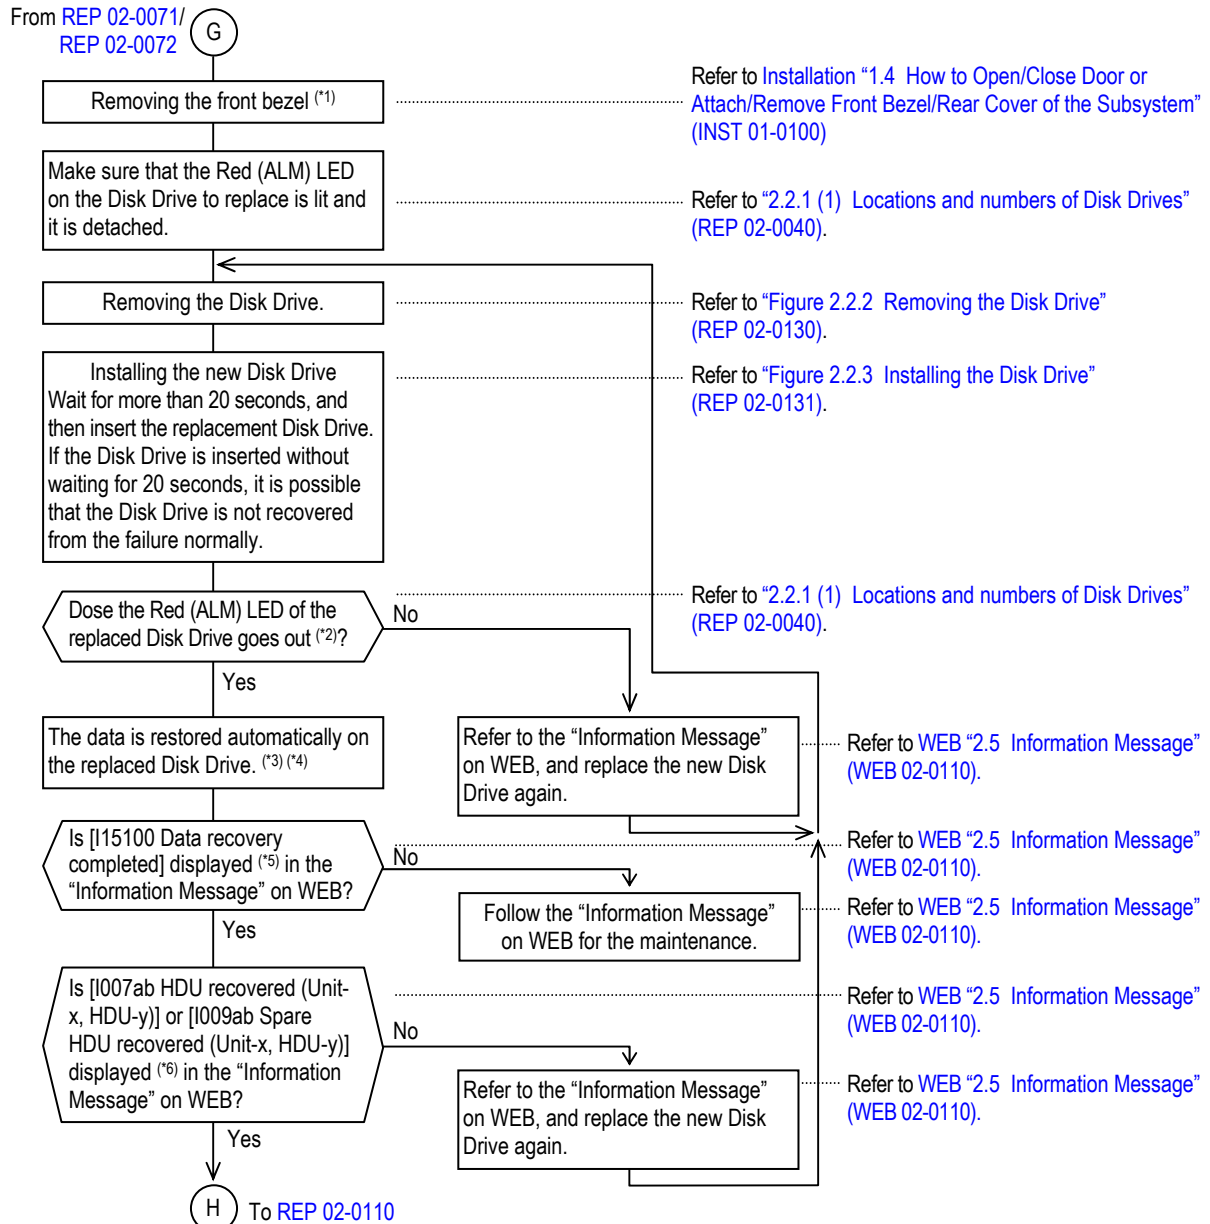 From REP 02-0071/
REP 02-0072
G
Removing the front bezel (*1)
Refer to Installation “1.4 How to Open/Close Door or
Attach/Remove Front Bezel/Rear Cover of the Subsystem”
(INST 01-0100)
Make sure that the Red (ALM) LED
on the Disk Drive to replace is lit and
it is detached.
Refer to “2.2.1 (1) Locations and numbers of Disk Drives”
(REP 02-0040).
Removing the Disk Drive.
Refer to “Figure 2.2.2 Removing the Disk Drive”
(REP 02-0130).
Installing the new Disk Drive
Wait for more than 20 seconds, and
then insert the replacement Disk Drive.
If the Disk Drive is inserted without
waiting for 20 seconds, it is possible
that the Disk Drive is not recovered
from the failure normally.
Refer to “Figure 2.2.3 Installing the Disk Drive”
(REP 02-0131).
Dose the Red (ALM) LED of the
replaced Disk Drive goes out (*2)?
No
Yes
Refer to “2.2.1 (1) Locations and numbers of Disk Drives”
(REP 02-0040).
The data is restored automatically on
the replaced Disk Drive. (*3) (*4)
Refer to the “Information Message”
on WEB, and replace the new Disk
Drive again.
Refer to WEB “2.5 Information Message”
(WEB 02-0110).
Is [I15100 Data recovery
completed] displayed (*5) in the
“Information Message” on WEB?
No
Yes
Refer to WEB “2.5 Information Message”
(WEB 02-0110).
Follow the “Information Message”
on WEB for the maintenance.
Refer to WEB “2.5 Information Message”
(WEB 02-0110).
Is [I007ab HDU recovered (Unit-
x, HDU-y)] or [I009ab Spare
HDU recovered (Unit-x, HDU-y)]
displayed (*6) in the “Information
Message” on WEB?
No
Yes
Refer to WEB “2.5 Information Message”
(WEB 02-0110).
Refer to the “Information Message”
on WEB, and replace the new Disk
Drive again.
Refer to WEB “2.5 Information Message”
(WEB 02-0110).
H
To REP 02-0110